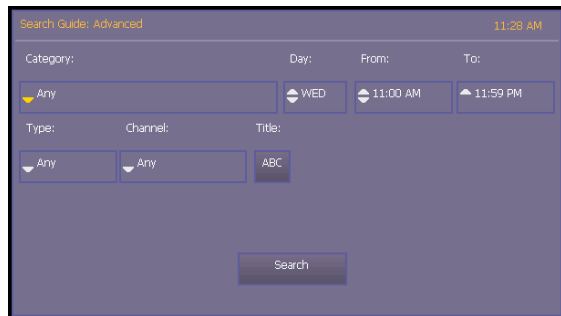 Search Guide: Advanced 11:28 AM
Category: Day: From: To:
Any WED 11:00 AM 11:59 PM
Type: Channel: Title:
Any Any ABC
Search